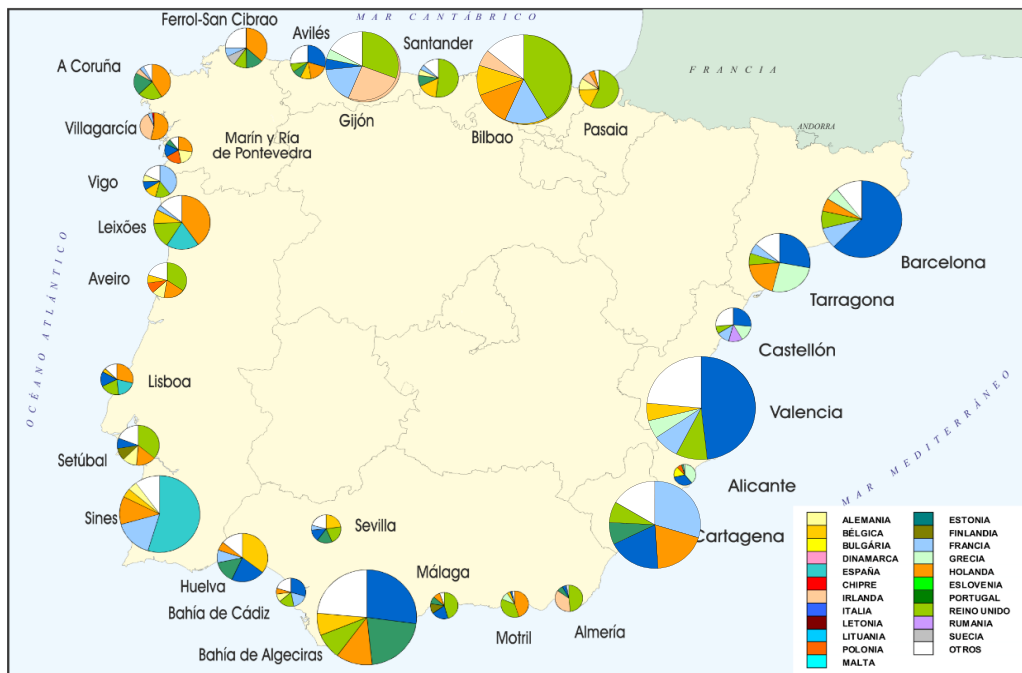 MAR CANTÁBRICO
Ferrol-San Cibrao
Avilés
Santander
A Coruña
FRANCIA
Gijón
Bilbao
Pasaia
ANDORRA
Villagarcía
Marín y Ría
de Pontevedra
Vigo
Leixões
Barcelona
Aveiro
Tarragona
OCÉANO ATLÁNTICO
Castellón
Lisboa
Valencia
MAR MEDITERRÁNEO
Setúbal
Alicante
Sines
Sevilla
Cartagena
Huelva
Málaga
Bahía de Cádiz
Motril
Almería
Bahía de Algeciras
ALEMANIA
BÉLGICA
BULGÁRIA
DINAMARCA
ESPAÑA
CHIPRE
IRLANDA
ITALIA
LETONIA
LITUANIA
POLONIA
MALTA
ESTONIA
FINLANDIA
FRANCIA
GRECIA
HOLANDA
ESLOVENIA
PORTUGAL
REINO UNIDO
RUMANIA
SUECIA
OTROS